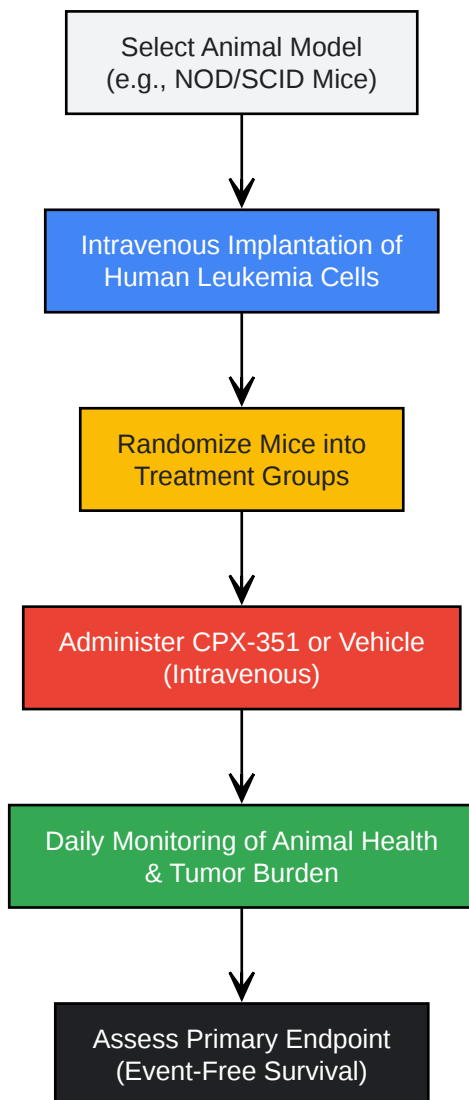 Select Animal Model
(e.g., NOD/SCID Mice)
Intravenous Implantation of
Human Leukemia Cells
Randomize Mice into
Treatment Groups
Administer CPX-351 or Vehicle
(Intravenous)
Daily Monitoring of Animal Health
& Tumor Burden
Assess Primary Endpoint
(Event-Free Survival)